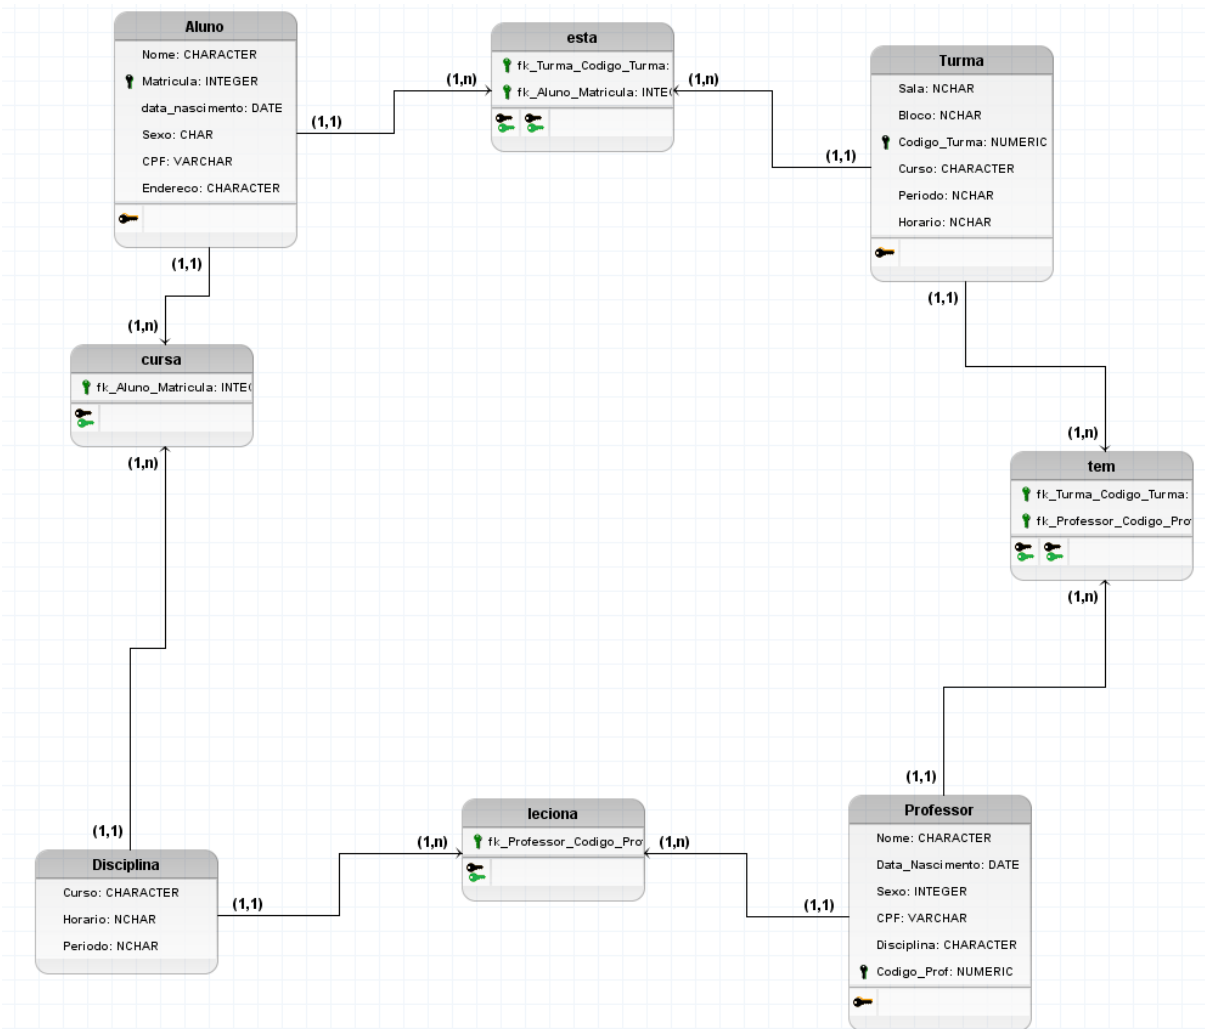 Aluno
Nome: CHARACTER
Matricula: INTEGER
data_nascimento: DATE
Sexo: CHAR
CPF: VARCHAR
Endereco: CHARACTER
(1,1)
(1,n)
esta
fk_Turma_Codigo_Turma:
fk_Aluno_Matricula: INTE
(1,n)
(1,1)
Turma
Sala: NCHAR
Bloco: NCHAR
Codigo_Turma: NUMERIC
Curso: CHARACTER
Periodo: NCHAR
Horario: NCHAR
(1,1)
(1,n)
cursa
fk_Aluno_Matricula: INTE
(1,n)
(1,1)
(1,n)
tem
fk_Turma_Codigo_Turma:
fk_Professor_Codigo_Pro
(1,n)
(1,1)
(1,1)
Disciplina
Curso: CHARACTER
Horario: NCHAR
Periodo: NCHAR
(1,1)
(1,n)
leciona
fk_Professor_Codigo_Pro
(1,n)
(1,1)
Professor
Nome: CHARACTER
Data_Nascimento: DATE
Sexo: INTEGER
CPF: VARCHAR
Disciplina: CHARACTER
Codigo_Prof: NUMERIC